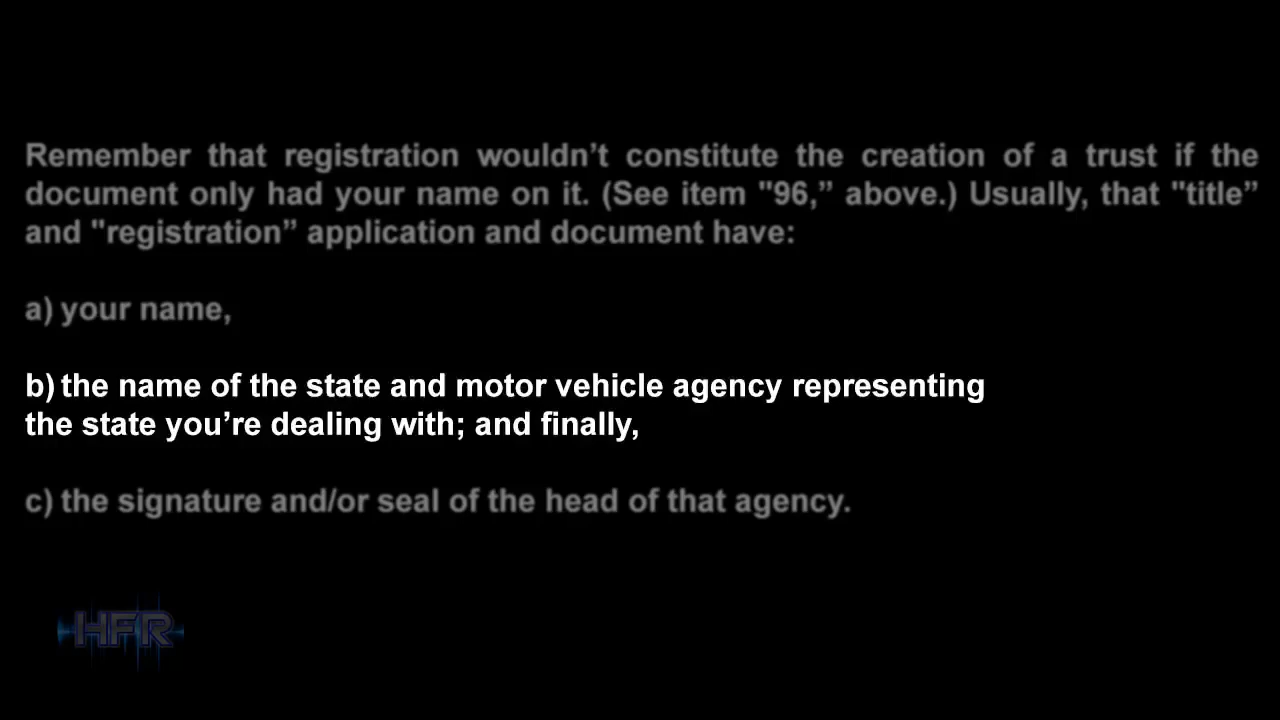 Remember that registration wouldn’t constitute the creation of a trust if the
document only had your name on it. (See item "96,” above.) Usually, that "title”
and "registration” application and document have:
a) your name,
b) the name of the state and motor vehicle agency representing
the state you’re dealing with; and finally,
c) the signature and/or seal of the head of that agency.
HFR